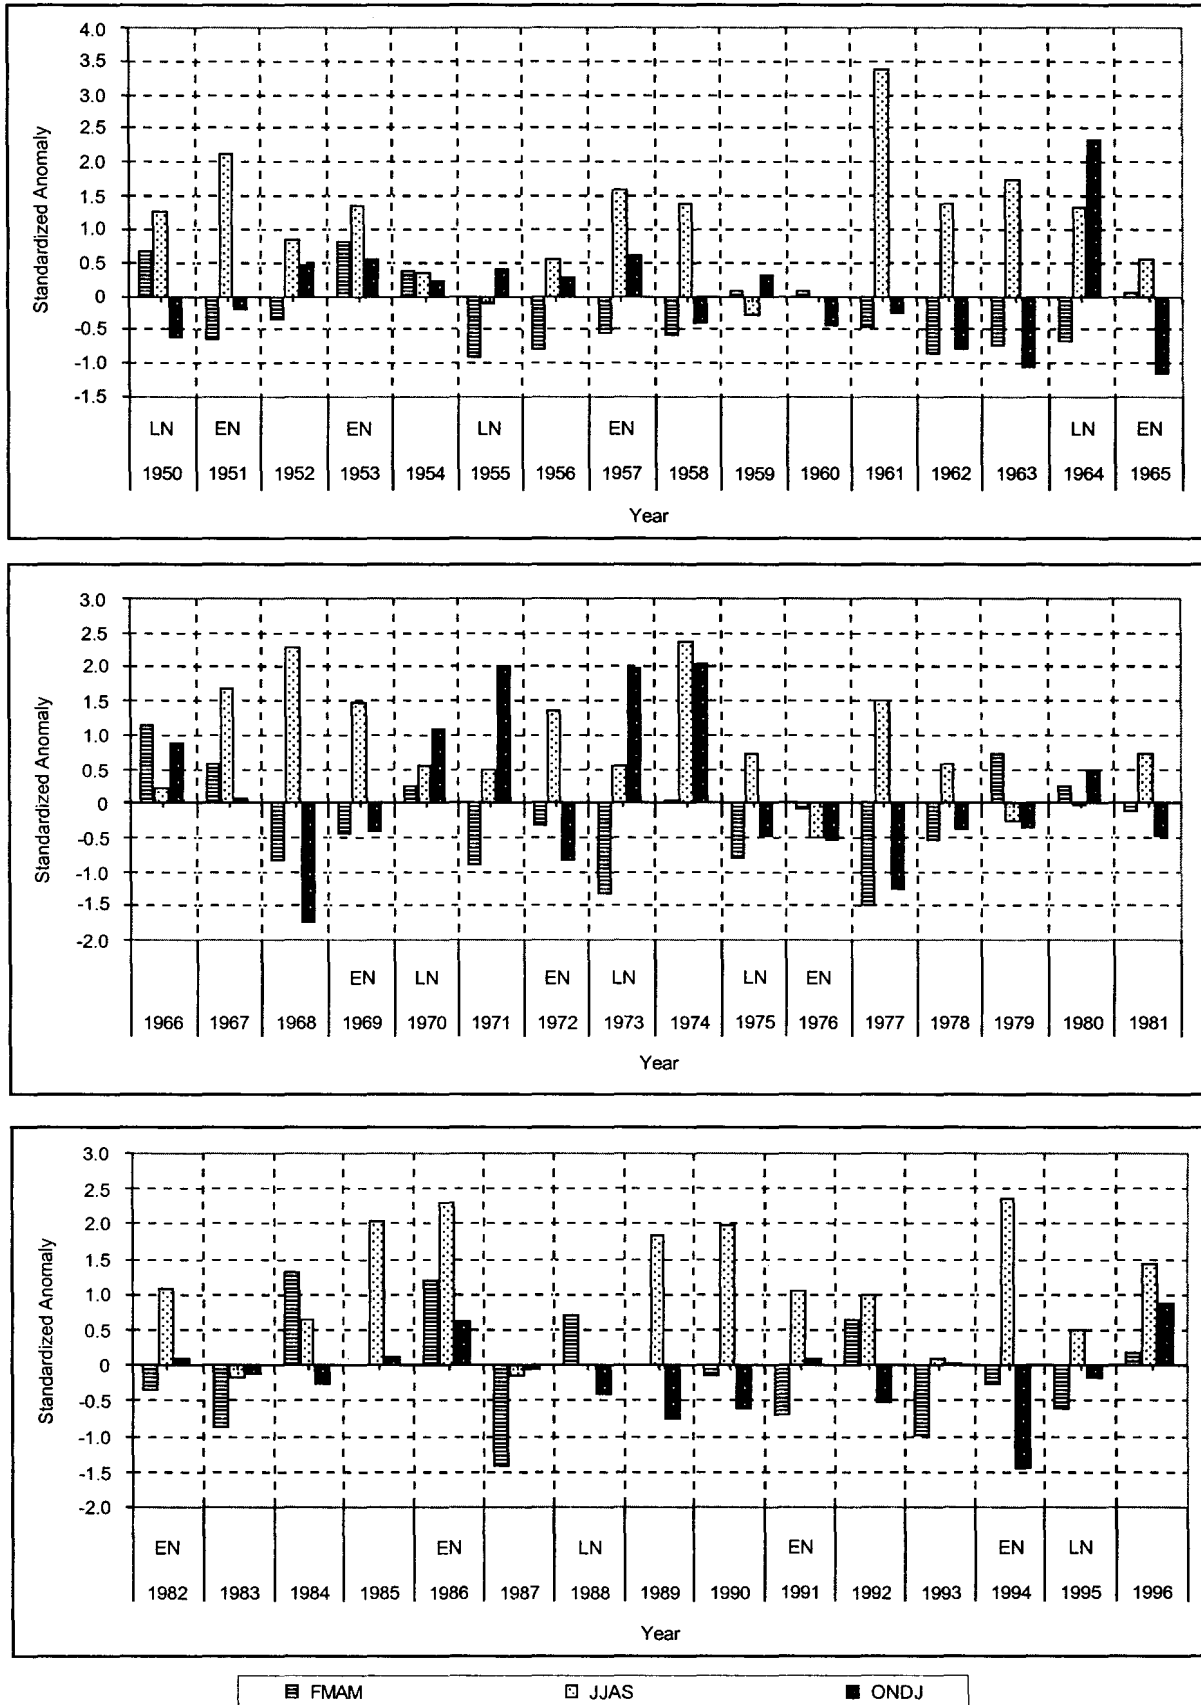 4.0
3.5
3.0
2.5
2.0
1.5
1.0
0.5
0
-0.5
-1.0
-1.5
Standardized Anomaly
LN EN EN LN EN LN EN
1950 1951 1952 1953 1954 1955 1956 1957 1958 1959 1960 1961 1962 1963 1964 1965
Year
3.0
2.5
2.0
1.5
1.0
0.5
0
-0.5
-1.0
-1.5
-2.0
Standardized Anomaly
EN LN EN LN LN EN
1966 1967 1968 1969 1970 1971 1972 1973 1974 1975 1976 1977 1978 1979 1980 1981
Year
3.0
2.5
2.0
1.5
1.0
0.5
0
-0.5
-1.0
-1.5
-2.0
Standardized Anomaly
EN EN LN EN EN LN
1982 1983 1984 1985 1986 1987 1988 1989 1990 1991 1992 1993 1994 1995 1996
Year
FMAM JJAS ONDJ